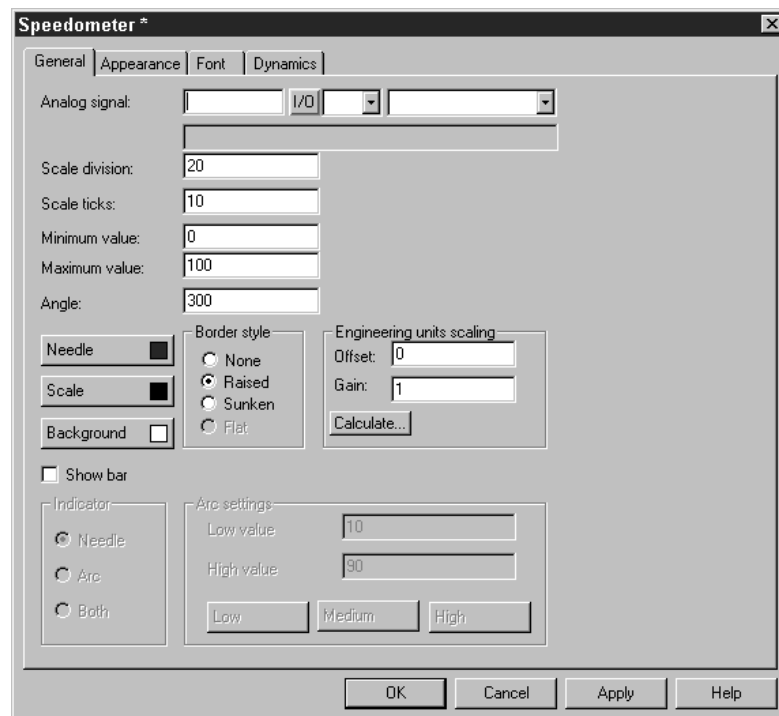 Speedometer *
General Appearance Font Dynamics
Analog signal: I/O
Scale division: 20
Scale ticks: 10
Minimum value: 0
Maximum value: 100
Angle: 300
Needle
Scale
Background
Border style
None
Raised
Sunken
Flat
Engineering units scaling
Offset: 0
Gain: 1
Calculate...
Show bar
Indicator
Needle
Arc
Both
Arc settings
Low value 10
High value 90
Low Medium High
OK Cancel Apply Help